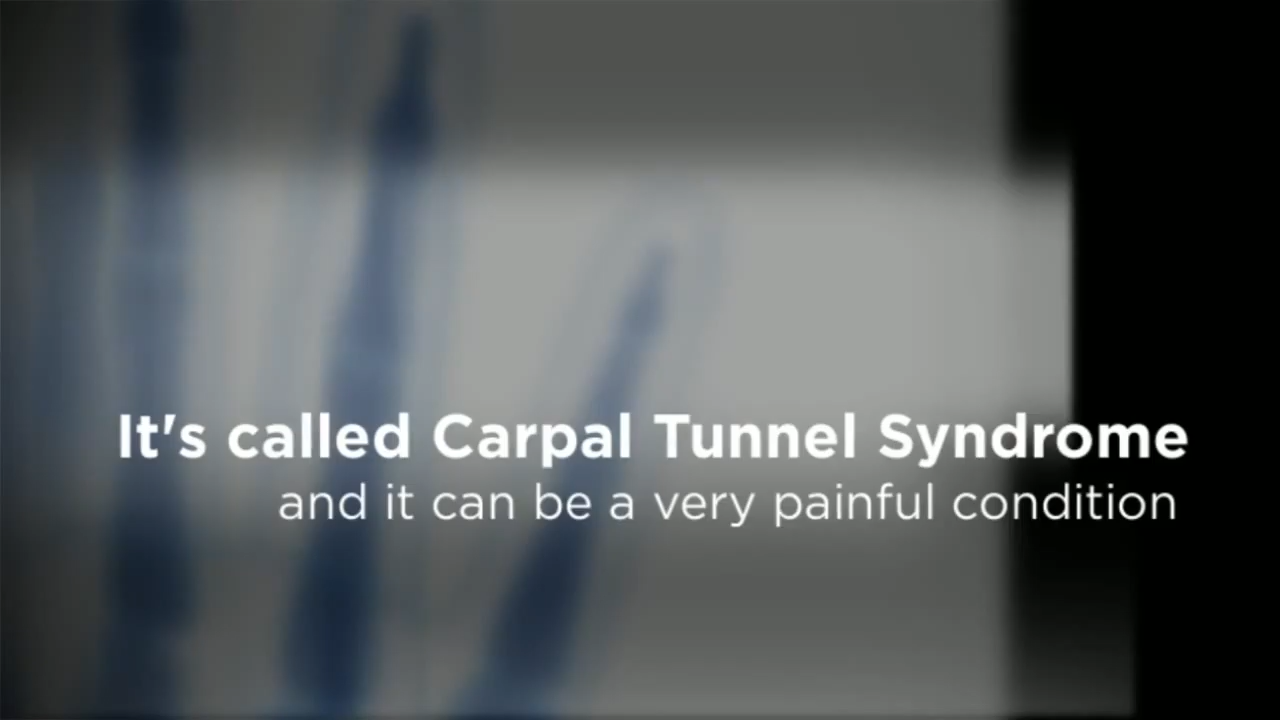 It's called Carpal Tunnel Syndrome
and it can be a very painful condition